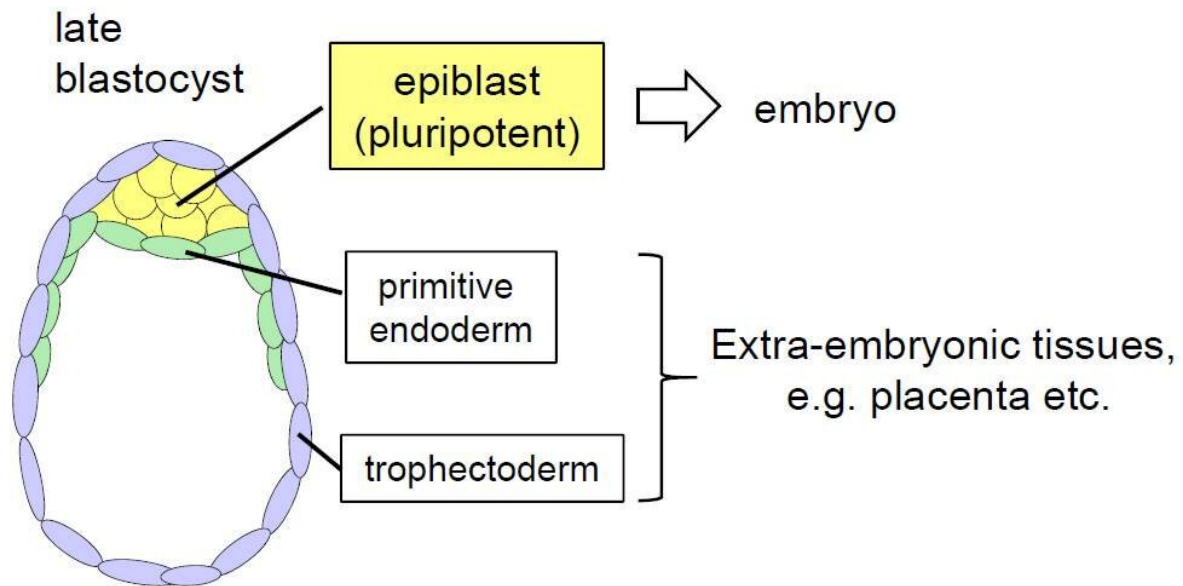 late
blastocyst
epiblast
(pluripotent)
embryo
primitive
endoderm
Extra-embryonic tissues,
e.g. placenta etc.
trophectoderm